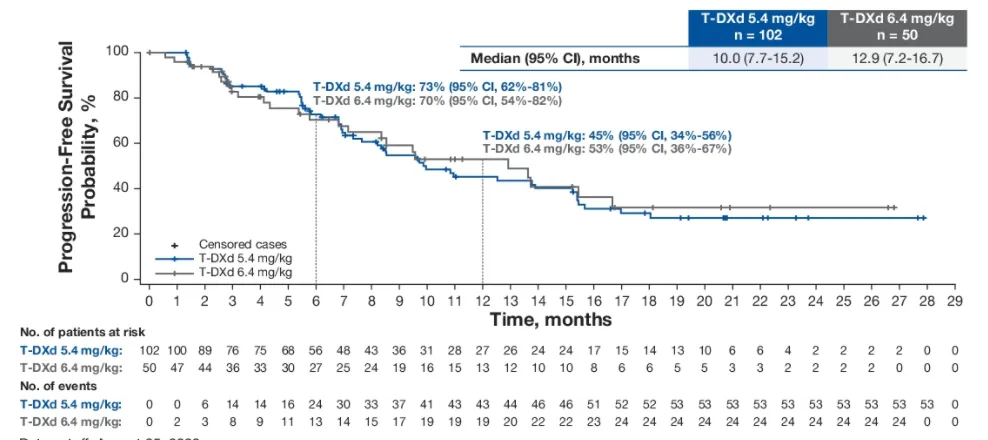 T-DXd 5.4 mg/kg T-DXd 6.4 mg/kg
n = 102 n = 50
Median (95% CI), months 10.0 (7.7-15.2) 12.9 (7.2-16.7)
Progression-Free Survival
Probability, %
100
80
60
40
20
0
T-DXd 5.4 mg/kg: 73% (95% CI, 62%-81%)
T-DXd 6.4 mg/kg: 70% (95% CI, 54%-82%)
T-DXd 5.4 mg/kg: 45% (95% CI, 34%-56%)
T-DXd 6.4 mg/kg: 53% (95% CI, 36%-67%)
Censored cases
T-DXd 5.4 mg/kg
T-DXd 6.4 mg/kg
0 1 2 3 4 5 6 7 8 9 10 11 12 13 14 15 16 17 18 19 20 21 22 23 24 25 26 27 28 29
Time, months
No. of patients at risk
T-DXd 5.4 mg/kg: 102 100 89 76 75 68 56 48 43 36 31 28 27 26 24 24 17 15 14 13 10 6 6 4 2 2 2 2 0 0
T-DXd 6.4 mg/kg: 50 47 44 36 33 30 27 25 24 19 16 15 13 12 10 10 8 6 6 5 5 3 3 2 2 2 2 0 0 0
No. of events
T-DXd 5.4 mg/kg: 0 0 6 14 14 16 24 30 33 37 41 43 43 44 46 46 51 52 52 53 53 53 53 53 53 53 53 53 53 0
T-DXd 6.4 mg/kg: 0 2 3 8 9 11 13 14 15 17 19 19 19 20 22 22 23 24 24 24 24 24 24 24 24 24 24 24 0 0